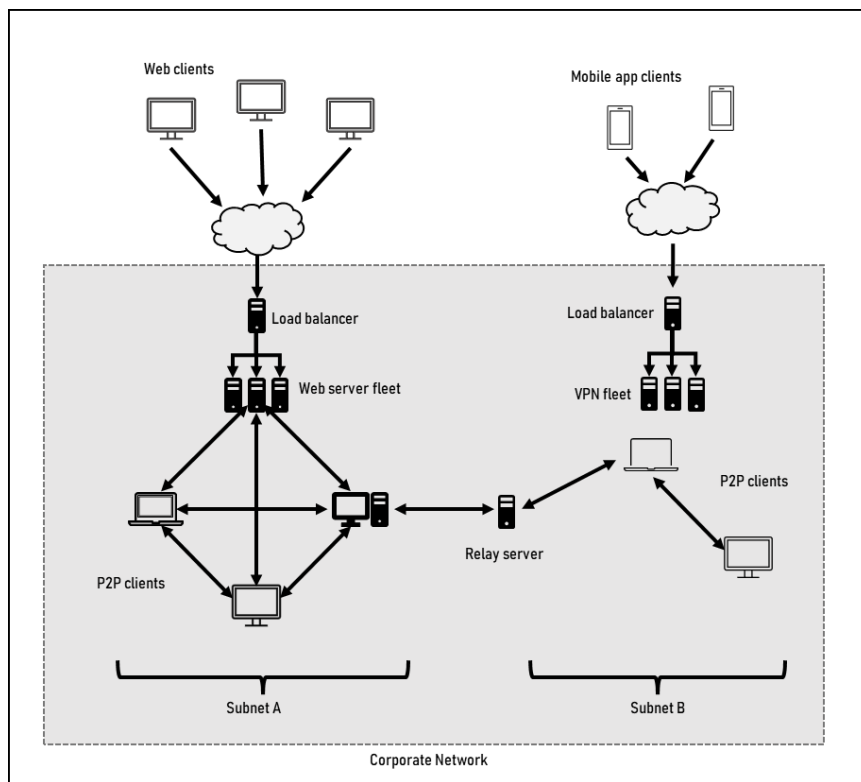 Web clients
Mobile app clients
Load balancer
Load balancer
Web server fleet
VPN fleet
P2P clients
Relay server
P2P clients
Subnet A
Subnet B
Corporate Network